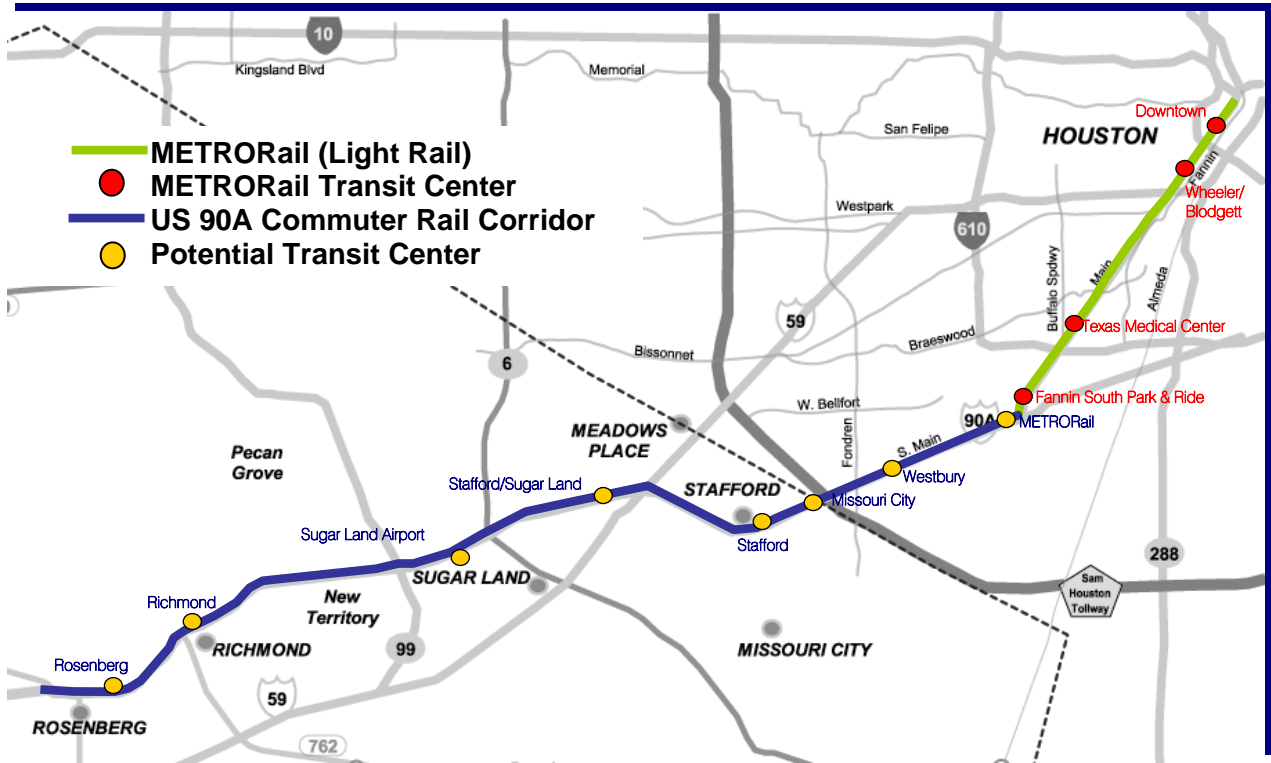 10
Kingsland Blvd
Memorial
Downtown
San Felipe
HOUSTON
Fannin
METRORail (Light Rail)
METRORail Transit Center
US 90A Commuter Rail Corridor
Potential Transit Center
Wheeler/
Blodgett
Westpark
610
Buffalo Spdwy
Main
Almeda
59
Texas Medical Center
Braeswood
Bissonnet
6
W. Bellfort
Fannin South Park & Ride
90A
METRORail
MEADOWS
PLACE
Fondren
S. Main
Pecan
Grove
Westbury
Stafford/Sugar Land
STAFFORD
Missouri City
Sugar Land Airport
Stafford
288
SUGAR LAND
Sam
Houston
Tollway
New
Territory
Richmond
RICHMOND
99
MISSOURI CITY
Rosenberg
59
ROSENBERG
762